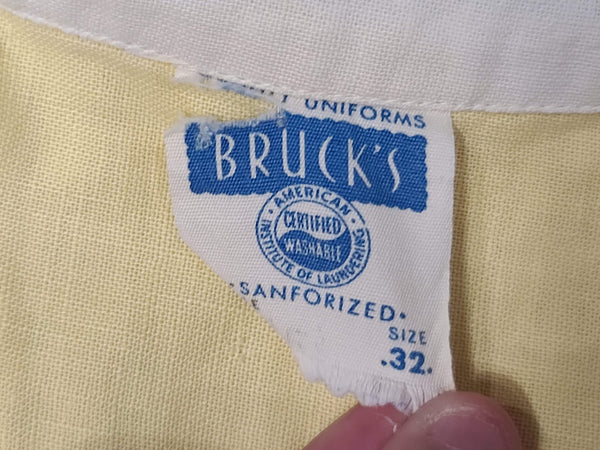 UNIFORMS
BRUCK'S
• AMERICAN •
INSTITUTE OF LAUNDERING
CERTIFIED
WASHABLE
•SANFORIZED•
E
SIZE
.32.